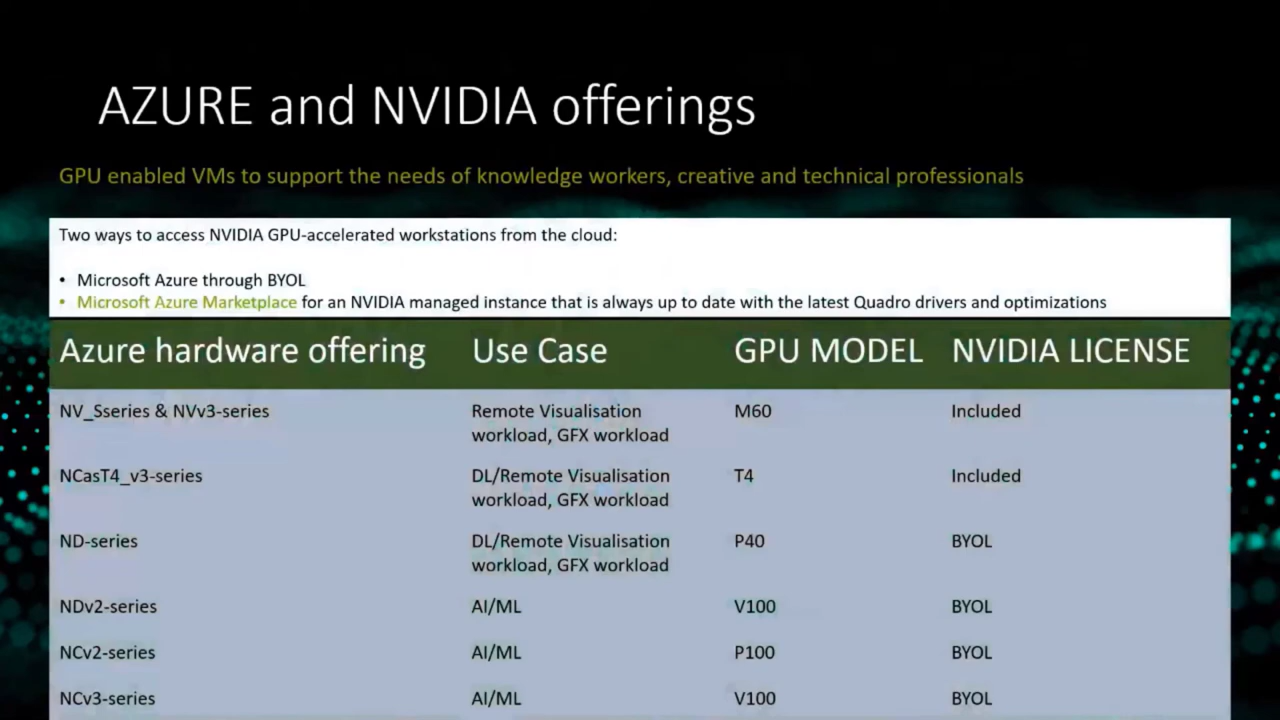 AZURE and NVIDIA offerings
GPU enabled VMs to support the needs of knowledge workers, creative and technical professionals
Two ways to access NVIDIA GPU-accelerated workstations from the cloud:
• Microsoft Azure through BYOL
• Microsoft Azure Marketplace for an NVIDIA managed instance that is always up to date with the latest Quadro drivers and optimizations
Azure hardware offering Use Case GPU MODEL NVIDIA LICENSE
NV_Sseries & NVv3-series Remote Visualisation M60 Included
workload, GFX workload
NCasT4_v3-series DL/Remote Visualisation T4 Included
workload, GFX workload
ND-series DL/Remote Visualisation P40 BYOL
workload, GFX workload
NDv2-series AI/ML V100 BYOL
NCv2-series AI/ML P100 BYOL
NCv3-series AI/ML V100 BYOL